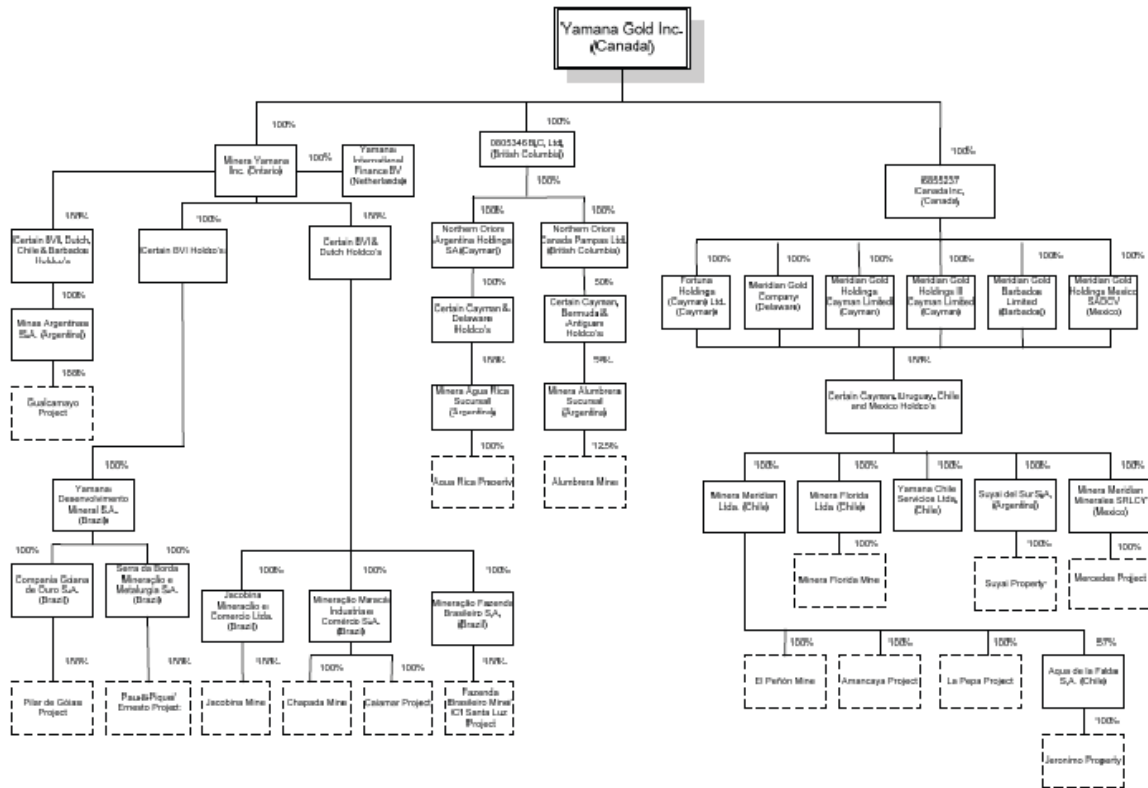 Yamana Gold Inc.
(Canada)
100%
100%
100%
Minera Yamana
Inc. (Ontario)
100%
Yamana
International
Finance BV
(Netherlands)
0805346 B.C. Ltd.
(British Columbia)
100%
6855237
Canada Inc.
(Canada)
100%
Certain BVI, Dutch,
Chile & Barbados
Holdco's
100%
Certain BVI Holdco's
100%
Certain BVI &
Dutch Holdco's
100%
Northern Orion
Argentina Holdings
SA (Cayman)
100%
Northern Orion
Canada Pampas Ltd.
(British Columbia)
100%
Fortuna
Holdings
(Cayman) Ltd.
(Cayman)
100%
Meridian Gold
Company
(Delaware)
100%
Meridian Gold
Holdings
Cayman Limited
(Cayman)
100%
Meridian Gold
Holdings II
Cayman Limited
(Cayman)
100%
Meridian Gold
Barbados
Limited
(Barbados)
100%
Meridian Gold
Holdings Mexico
SADCV
(Mexico)
100%
Minas Argentinas
S.A. (Argentina)
100%
Gualcamayo
Project
100%
Certain Cayman &
Delaware
Holdco's
50%
Certain Cayman,
Bermuda &
Antiguan
Holdco's
100%
Minera Agua Rica
Sucursal
(Argentina)
Minera Alumbrera
Sucursal
(Argentina)
100%
Agua Rica Property
12.5%
Alumbrera Mine
100%
Certain Cayman, Uruguay, Chile
and Mexico Holdco's
100%
Minera Meridian
Ltda. (Chile)
100%
Minera Florida
Ltda. (Chile)
100%
Yamana Chile
Servicios Ltda.
(Chile)
100%
Suyai del Sur S.A.
(Argentina)
100%
Minera Meridian
Minerales SRLCV
(Mexico)
100%
Minera Florida Mine
100%
Suyai Property
100%
Mercedes Project
100%
Yamana
Desenvolvimento
Mineral S.A.
(Brazil)
100%
Compania Goiana
de Ouro S.A.
(Brazil)
100%
Serra da Borda
Mineração e
Metalurgia S.A.
(Brazil)
100%
Jacobina
Mineração e
Comercio Ltda.
(Brazil)
100%
Mineração Maracá
Industria e
Comércio S.A.
(Brazil)
100%
Mineração Fazenda
Brasileiro S.A.
(Brazil)
100%
Pilar de Góias
Project
100%
Ernesto Project
100%
Jacobina Mine
100%
Chapada Mine
100%
Caiamar Project
100%
Fazenda
Brasileiro Mine/
C1 Santa Luz
Project
100%
El Peñón Mine
100%
Amancaya Project
100%
La Pepa Project
57%
Agua de la Falda
S.A. (Chile)
100%
Jeronimo Property